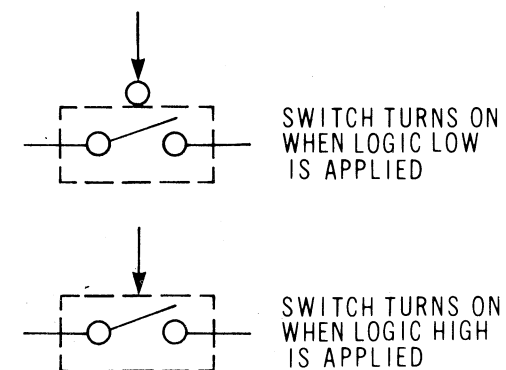 SWITCH TURNS ON
WHEN LOGIC LOW
IS APPLIED
SWITCH TURNS ON
WHEN LOGIC HIGH
IS APPLIED